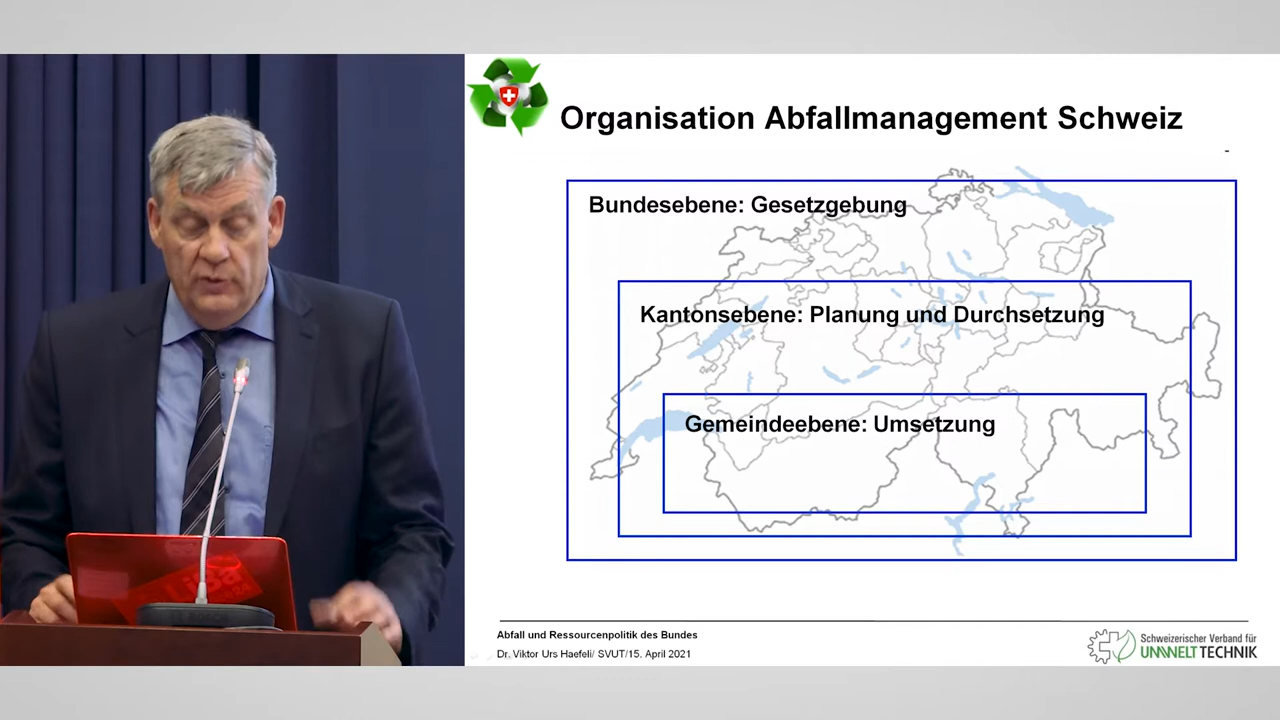 Organisation Abfallmanagement Schweiz
-
Bundesebene: Gesetzgebung
Kantonsebene: Planung und Durchsetzung
Gemeindeebene: Umsetzung
Abfall und Ressourcenpolitik des Bundes
Dr. Viktor Urs Haefeli/ SVUT/15. April 2021
Schweizerischer Verband für
UMWELT TECHNIK